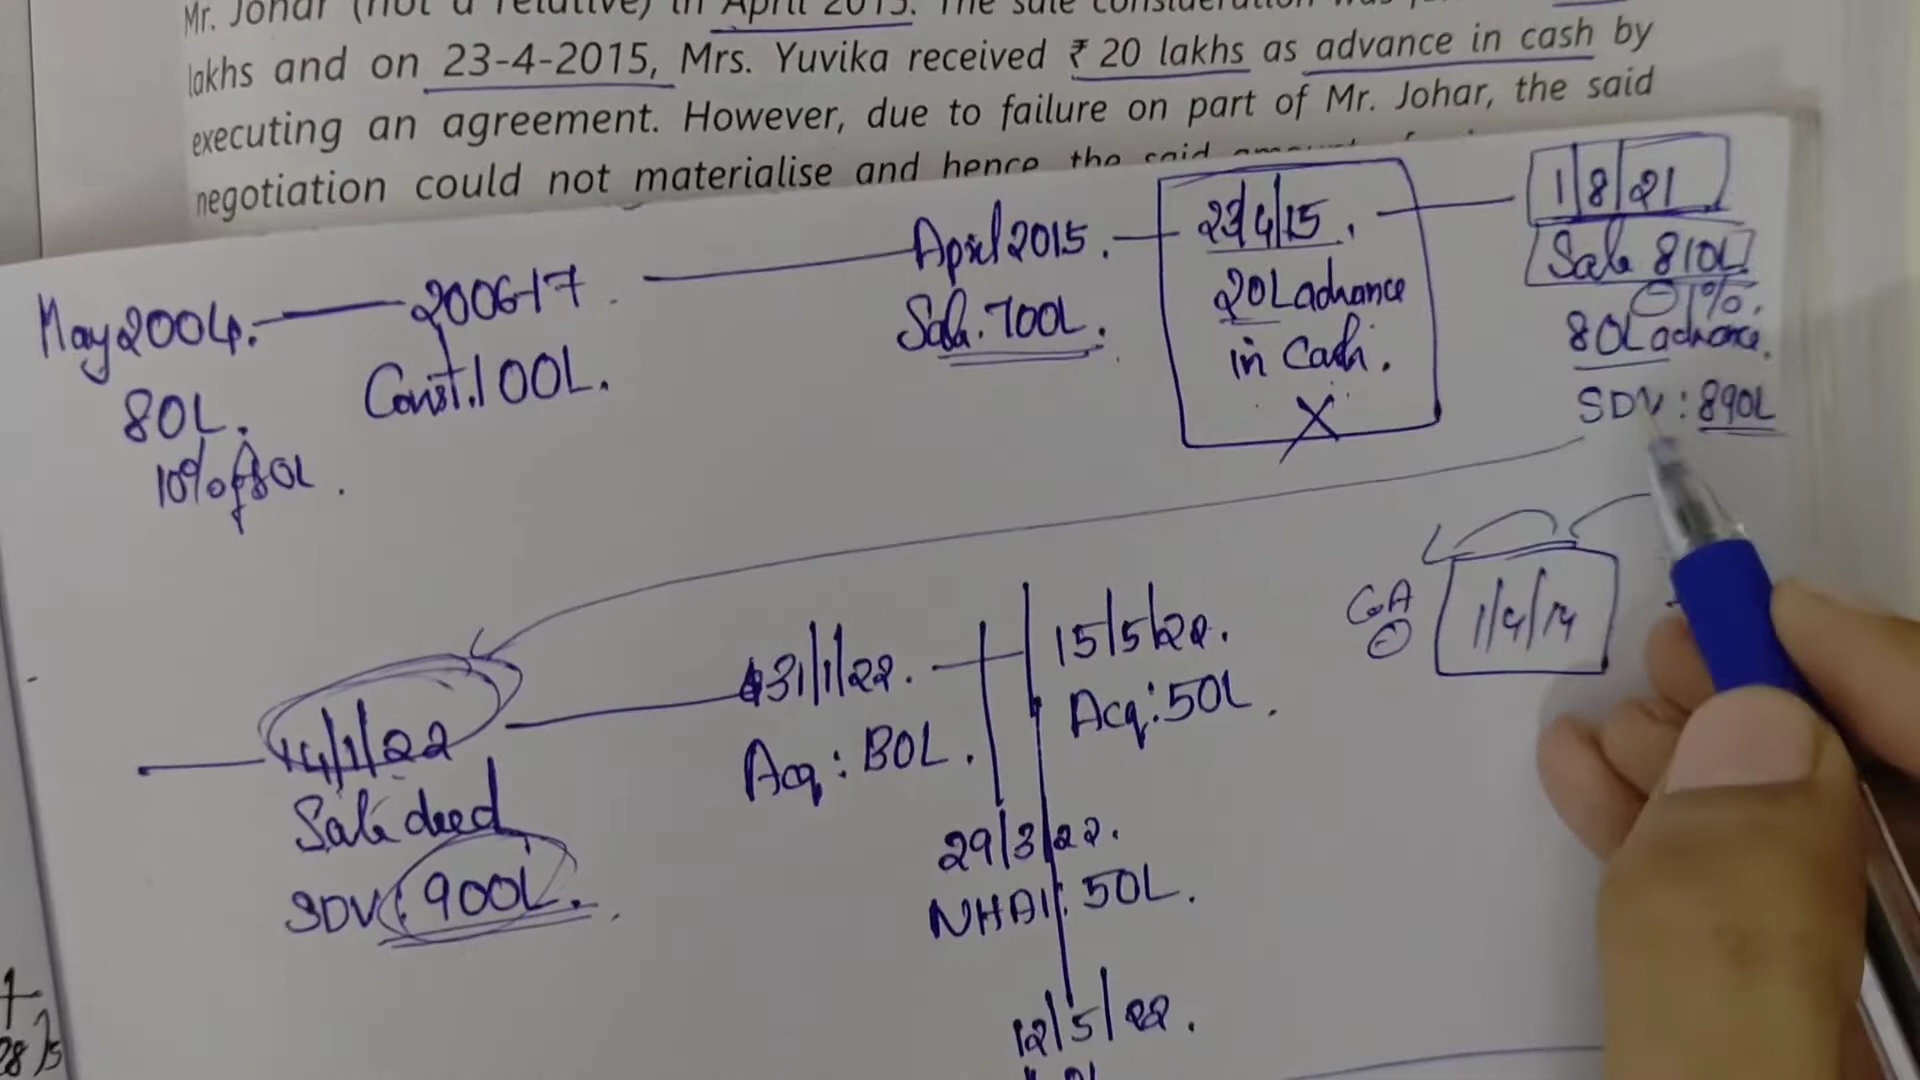 Mr. Johar (not a relative) in April 2015. The sale consideration was
lakhs and on 23-4-2015, Mrs. Yuvika received ₹ 20 lakhs as advance in cash by
executing an agreement. However, due to failure on part of Mr. Johar, the said
negotiation could not materialise and hence the said
May 2004.
80L.
10% of 80L.
2006-17
Const. 100L.
April 2015.
Sale. 700L.
23/4/15.
20L advance
in Cash.
X
1/8/21
Sale 810L
1%.
80L advance.
SDV: 890L
14/1/22
Sale deed
SDV: 900L.
31/1/22.
Acq: 80L.
15/5/22.
Acq: 50L.
29/3/22.
NHAI: 50L.
12/5/22.
CoA
1/4/14